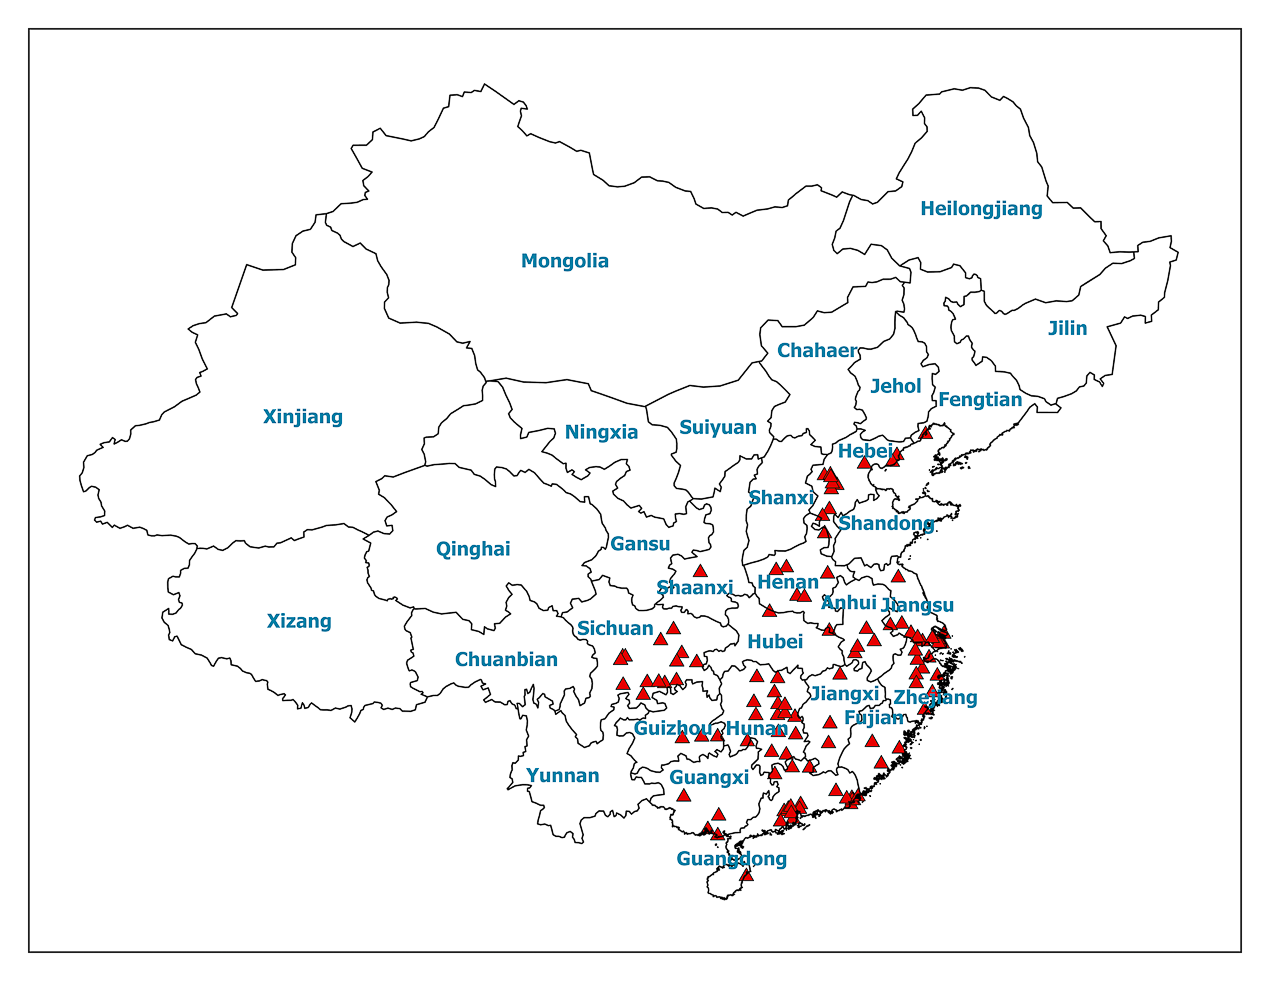 Heilongjiang
Mongolia
Jilin
Chahaer
Jehol
Fengtian
Xinjiang
Ningxia
Suiyuan
Hebei
Shanxi
Shandong
Qinghai
Gansu
Shaanxi
Henan
Anhui
Jiangsu
Xizang
Sichuan
Hubei
Chuanbian
Jiangxi
Zhejiang
Fujian
Guizhou
Hunan
Yunnan
Guangxi
Guangdong